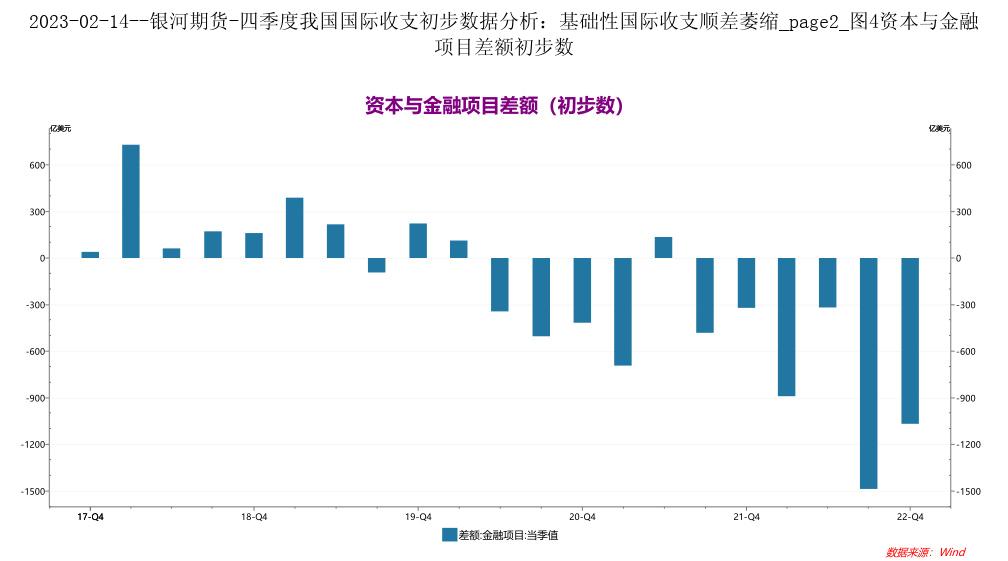 2023-02-14--银河期货-四季度我国国际收支初步数据分析：基础性国际收支顺差萎缩_page2_图4资本与金融
项目差额初步数
资本与金融项目差额（初步数）
亿美元 亿美元
600 600
300 300
0 0
-300 -300
-600 -600
-900 -900
-1200 -1200
-1500 -1500
17-Q4 18-Q4 19-Q4 20-Q4 21-Q4 22-Q4
差额:金融项目:当季值
数据来源：Wind